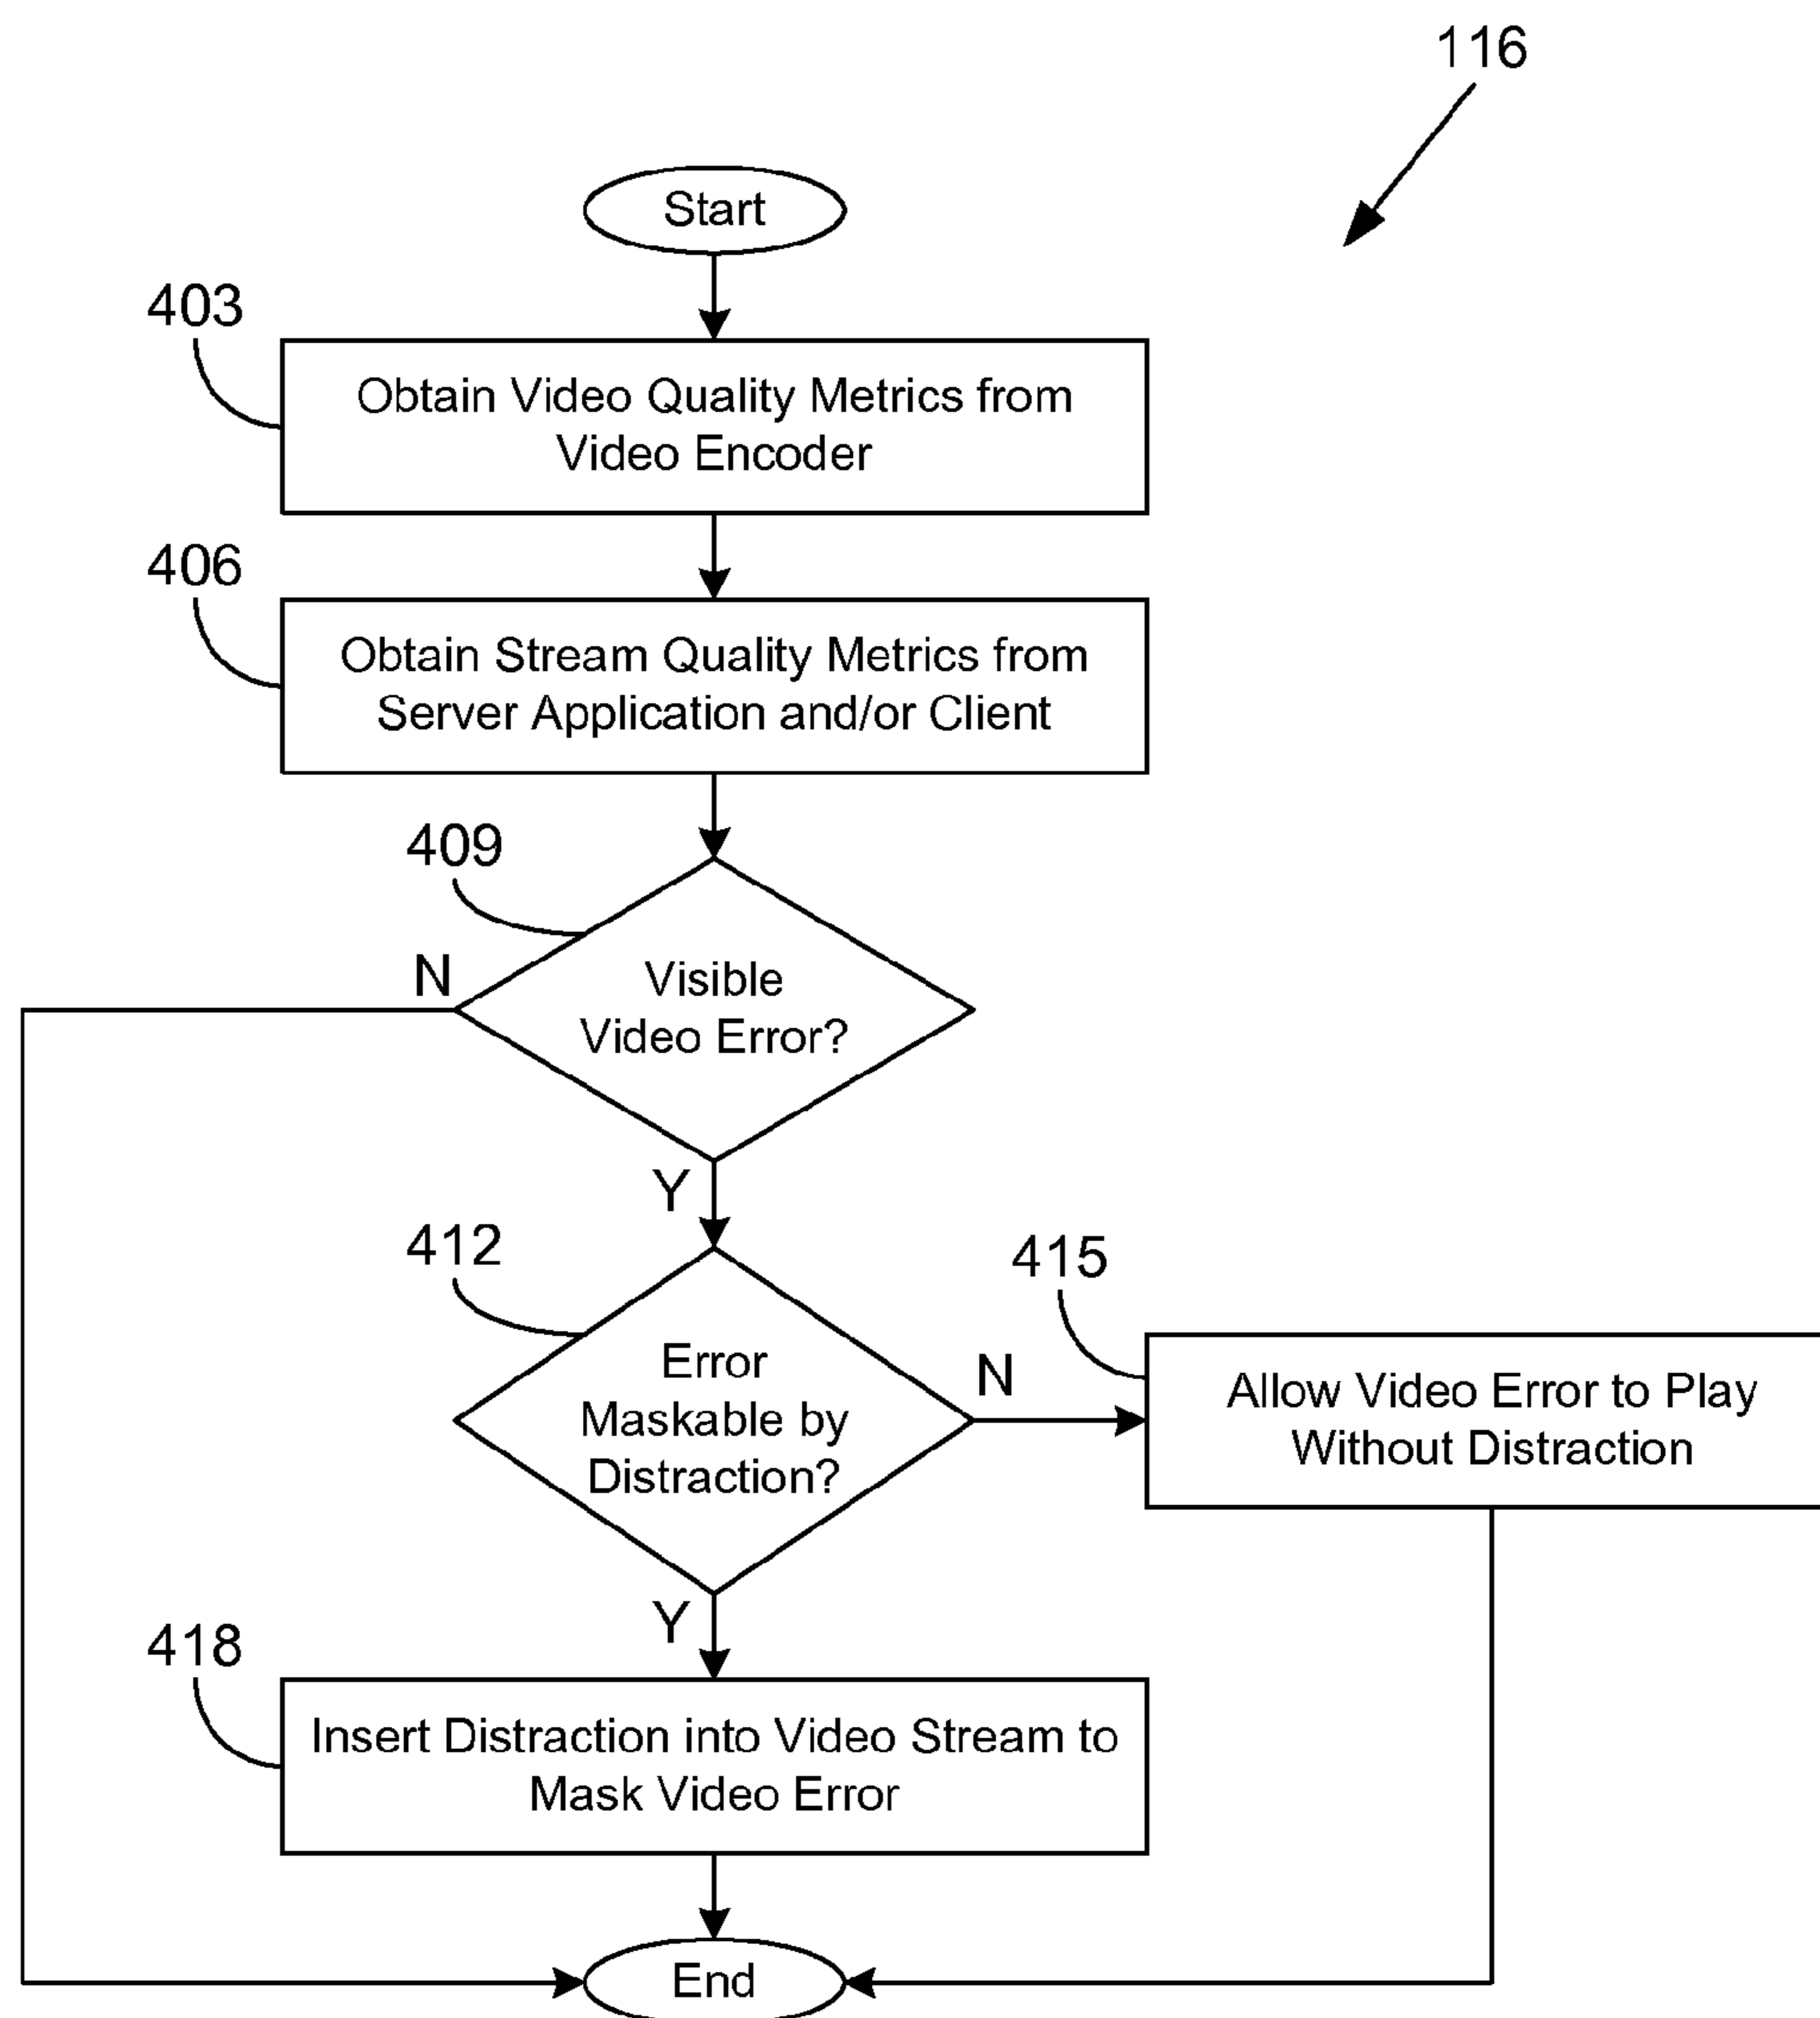 116
Start
403
Obtain Video Quality Metrics from
Video Encoder
406
Obtain Stream Quality Metrics from
Server Application and/or Client
409
N
Visible
Video Error?
Y
412
415
Error
Maskable by
Distraction?
N
Allow Video Error to Play
Without Distraction
Y
418
Insert Distraction into Video Stream to
Mask Video Error
End